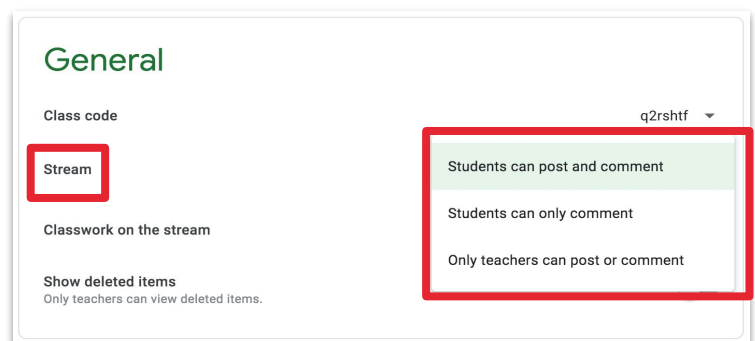 General
Class code
q2rshtf
Stream
Students can post and comment
Students can only comment
Classwork on the stream
Only teachers can post or comment
Show deleted items
Only teachers can view deleted items.